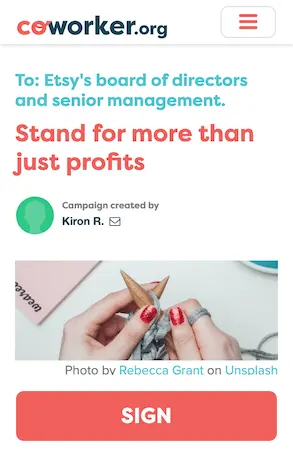 coworker.org
To: Etsy's board of directors
and senior management.
Stand for more than
just profits
Campaign created by
Kiron R.
Photo by Rebecca Grant on Unsplash
SIGN